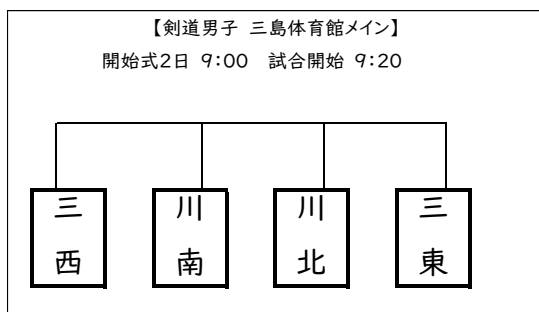 【剣道男子 三島体育館メイン】
開始式2日 9:00　試合開始 9:20
三西
川南
川北
三東